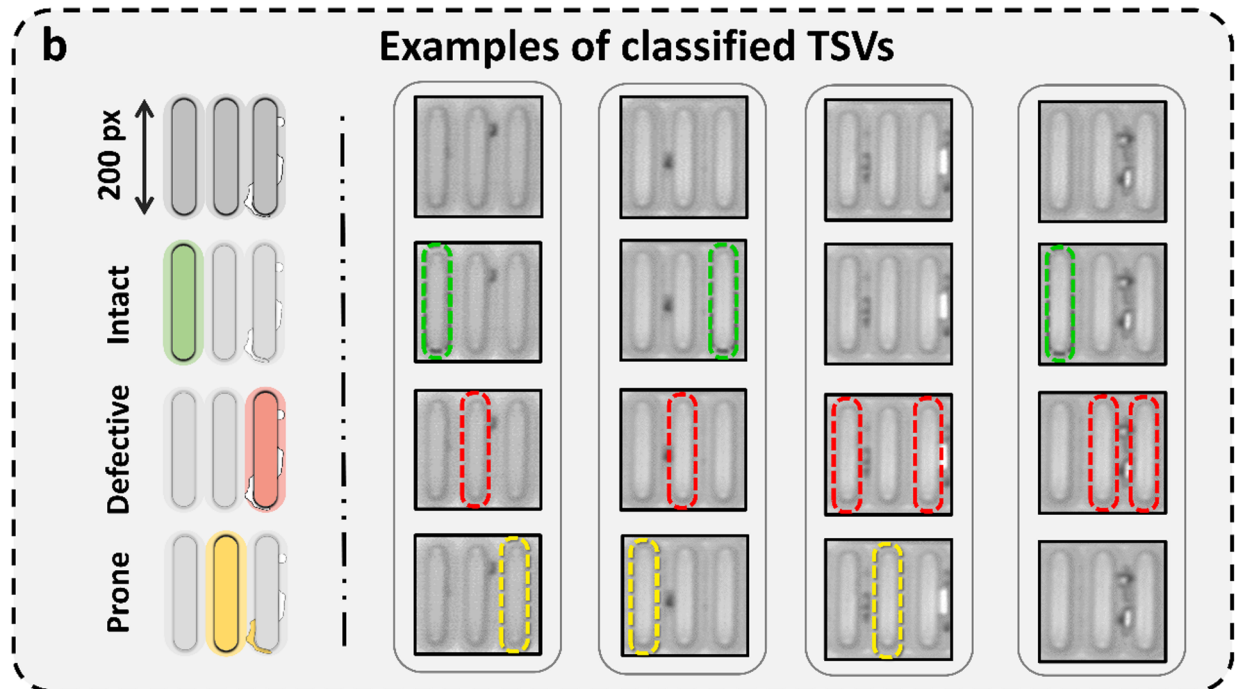 b
Examples of classified TSVs
200 px
Intact
Defective
Prone